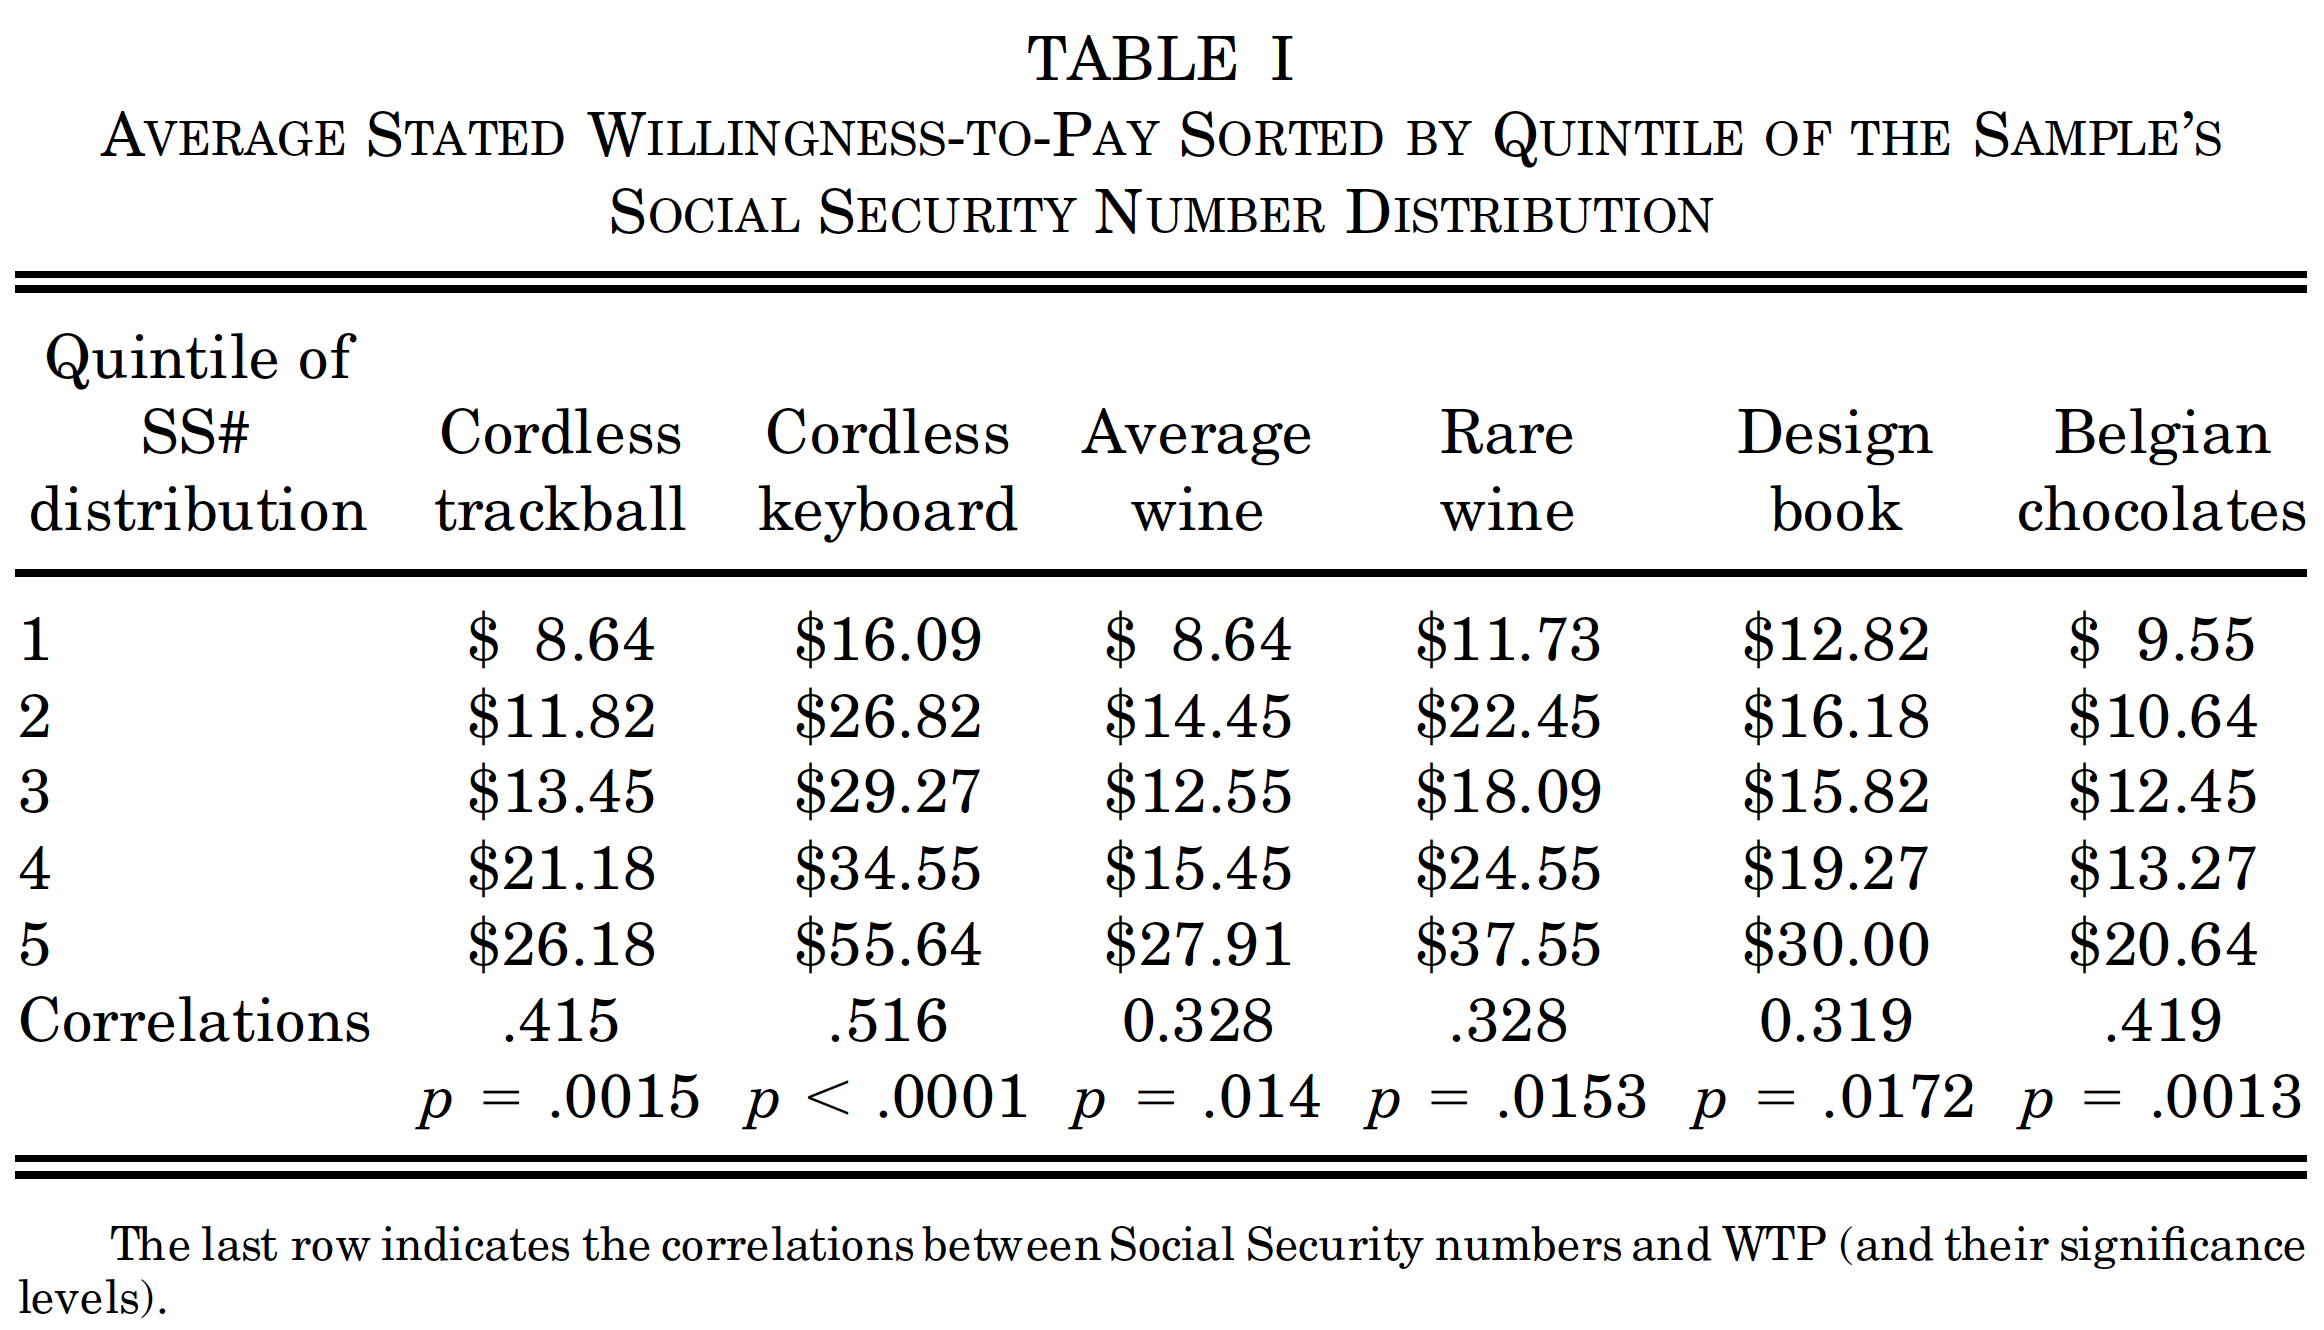 TABLE I
AVERAGE STATED WILLINGNESS-TO-PAY SORTED BY QUINTILE OF THE SAMPLE’S
SOCIAL SECURITY NUMBER DISTRIBUTION
Quintile of
SS# Cordless Cordless Average Rare Design Belgian
distribution trackball keyboard wine wine book chocolates
1 $ 8.64 $16.09 $ 8.64 $11.73 $12.82 $ 9.55
2 $11.82 $26.82 $14.45 $22.45 $16.18 $10.64
3 $13.45 $29.27 $12.55 $18.09 $15.82 $12.45
4 $21.18 $34.55 $15.45 $24.55 $19.27 $13.27
5 $26.18 $55.64 $27.91 $37.55 $30.00 $20.64
Correlations .415 .516 0.328 .328 0.319 .419
p = .0015 p < .0001 p = .014 p = .0153 p = .0172 p = .0013
The last row indicates the correlations between Social Security numbers and WTP (and their significance
levels).